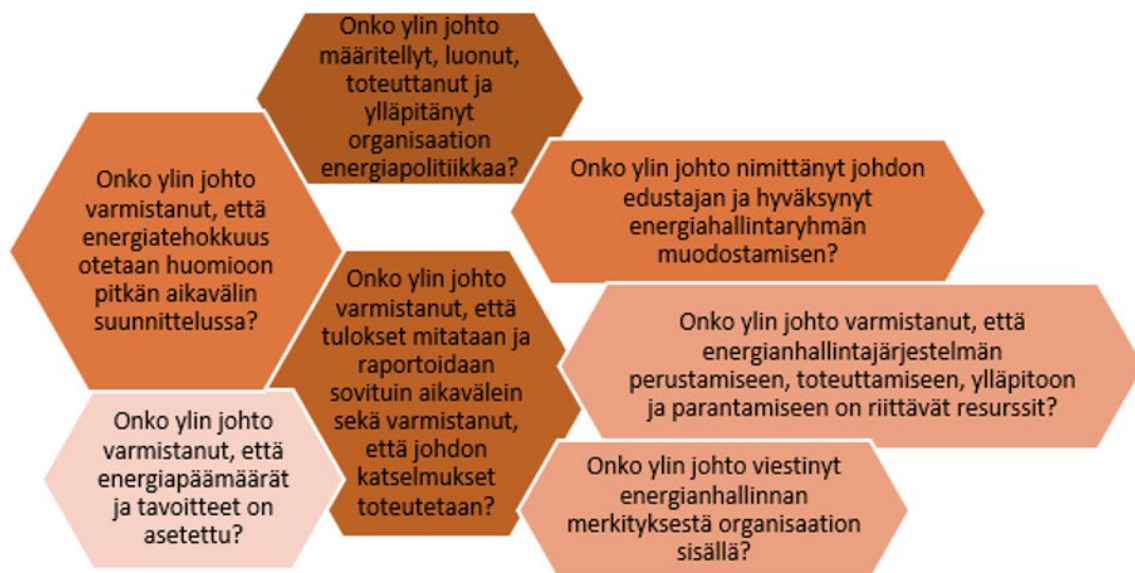 Onko ylin johto
määritellyt, luonut,
toteuttanut ja
ylläpitänyt
organisaation
energiapolitiikkaa?
Onko ylin johto nimittänyt johdon
edustajan ja hyväksynyt
energiahallintaryhmän
muodostamisen?
Onko ylin johto
varmistanut, että
energiatehokkuus
otetaan huomioon
pitkän aikavälin
suunnittelussa?
Onko ylin johto
varmistanut, että
tulokset mitataan ja
raportoidaan
sovituin aikavälein
sekä varmistanut,
että johdon
katselmukset
toteutetaan?
Onko ylin johto varmistanut, että
energianhallintajärjestelmän
perustamiseen, toteuttamiseen, ylläpitoon
ja parantamiseen on riittävät resurssit?
Onko ylin johto
varmistanut, että
energiapäämäärät
ja tavoitteet on
asetettu?
Onko ylin johto viestinyt
energianhallinnan
merkityksestä organisaation
sisällä?